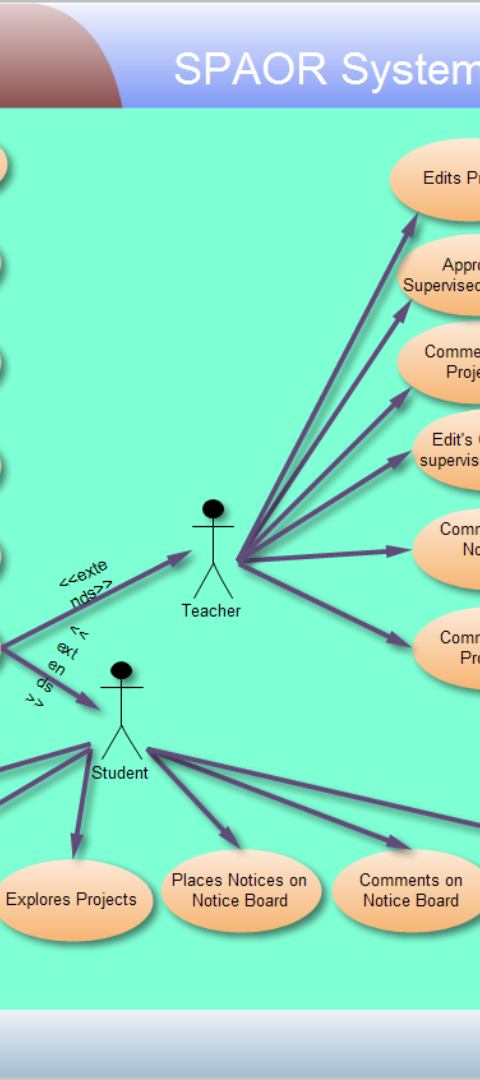 SPAOR System
Edits P
Appro
Supervised
Comme
Proje
Edit's
supervis
Comm
No
Comm
Pro
<<exte
nds>>
Teacher
<<
ext
en
ds
>>
Student
Explores Projects
Places Notices on
Notice Board
Comments on
Notice Board